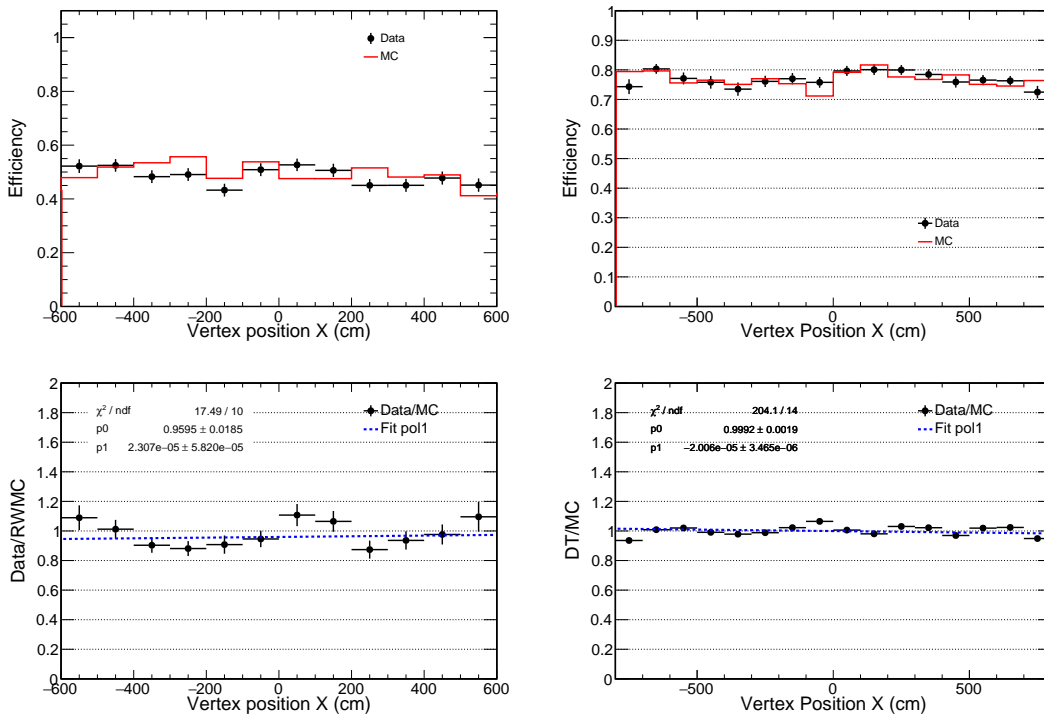 Efficiency
1
0.8
0.6
0.4
0.2
0
Data
MC
−600 −400 −200 0 200 400 600
Vertex position X (cm)
Efficiency
0.9
0.8
0.7
0.6
0.5
0.4
0.3
0.2
0.1
0
Data
MC
−500 0 500
Vertex Position X (cm)
Data/RWMC
2
1.8
1.6
1.4
1.2
1
0.8
0.6
0.4
0.2
0
χ² / ndf 17.49 / 10
p0 0.9595 ± 0.0185
p1 2.307e−05 ± 5.820e−05
Data/MC
Fit pol1
−600 −400 −200 0 200 400 600
Vertex position X (cm)
DT/MC
2
1.8
1.6
1.4
1.2
1
0.8
0.6
0.4
0.2
0
χ² / ndf 204.1 / 14
p0 0.9992 ± 0.0019
p1 −2.006e−05 ± 3.465e−06
Data/MC
Fit pol1
−500 0 500
Vertex Position X (cm)